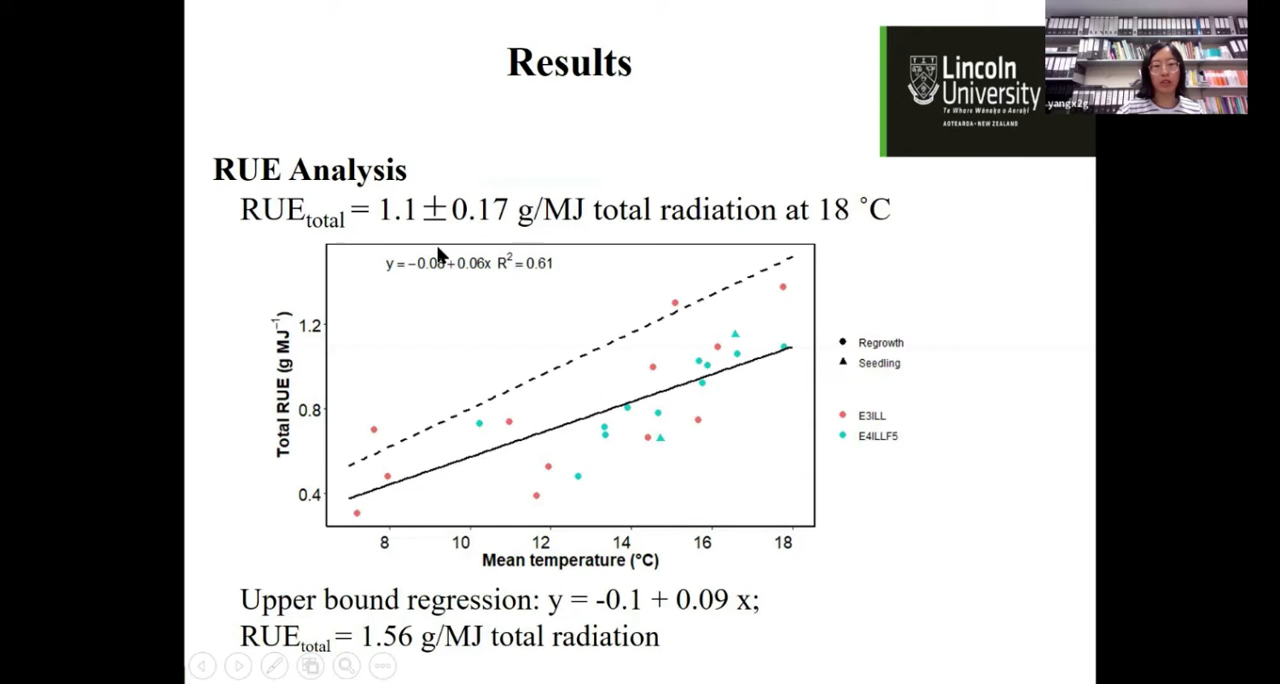 Results
Lincoln
University
Te Whare Wānaka o Aoraki
AOTEAROA • NEW ZEALAND
yangx2g
RUE Analysis
RUEtotal = 1.1±0.17 g/MJ total radiation at 18 ˚C
y = −0.08+0.06x R² = 0.61
Total RUE (g MJ⁻¹)
1.2
0.8
0.4
8 10 12 14 16 18
Mean temperature (°C)
Regrowth
Seedling
E3ILL
E4ILLF5
Upper bound regression: y = -0.1 + 0.09 x;
RUEtotal = 1.56 g/MJ total radiation